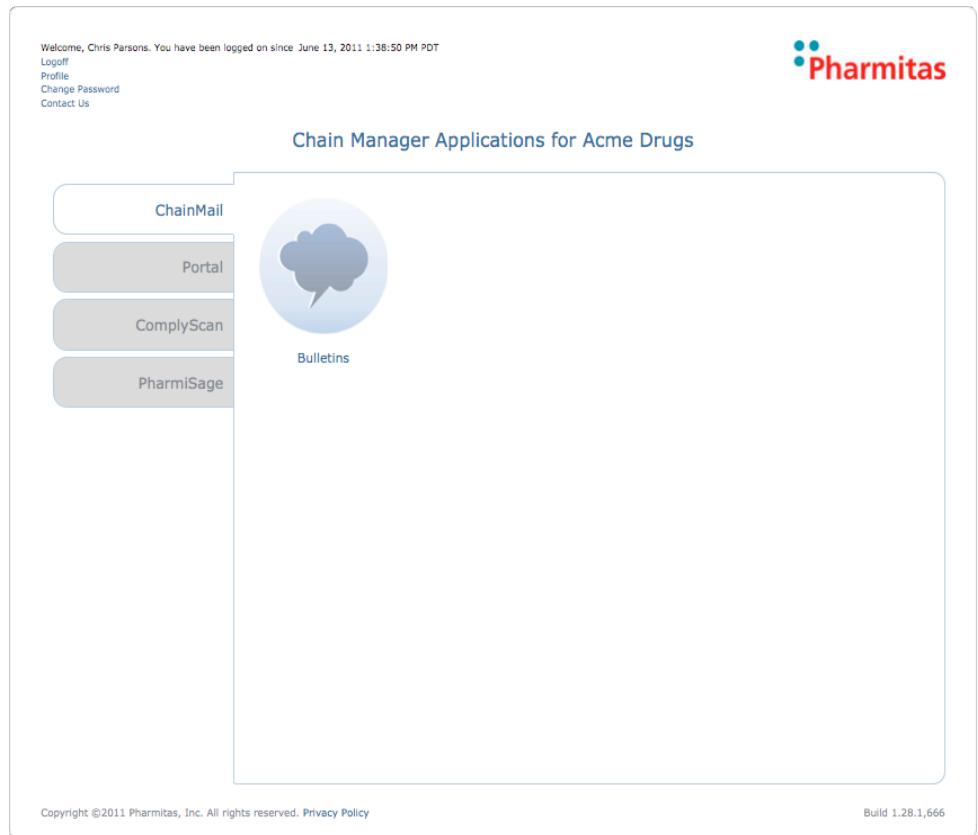 Welcome, Chris Parsons. You have been logged on since June 13, 2011 1:38:50 PM PDT
Logoff
Profile
Change Password
Contact Us
Pharmitas
Chain Manager Applications for Acme Drugs
ChainMail
Portal
ComplyScan
PharmiSage
Bulletins
Copyright ©2011 Pharmitas, Inc. All rights reserved. Privacy Policy
Build 1.28.1,666